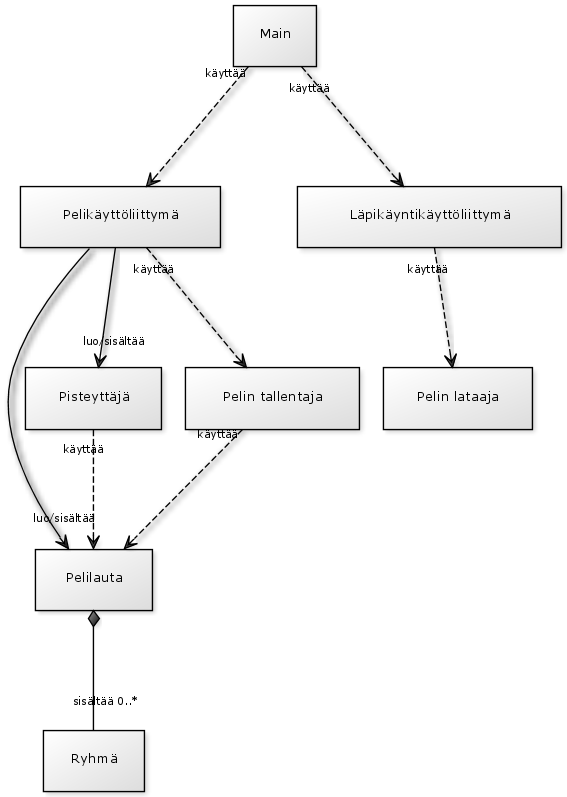 Main
käyttää
käyttää
Pelikäyttöliittymä
Läpikäyntikäyttöliittymä
käyttää
käyttää
luo/sisältää
Pisteyttäjä
Pelin tallentaja
Pelin lataaja
käyttää
käyttää
luo/sisältää
Pelilauta
sisältää 0..*
Ryhmä